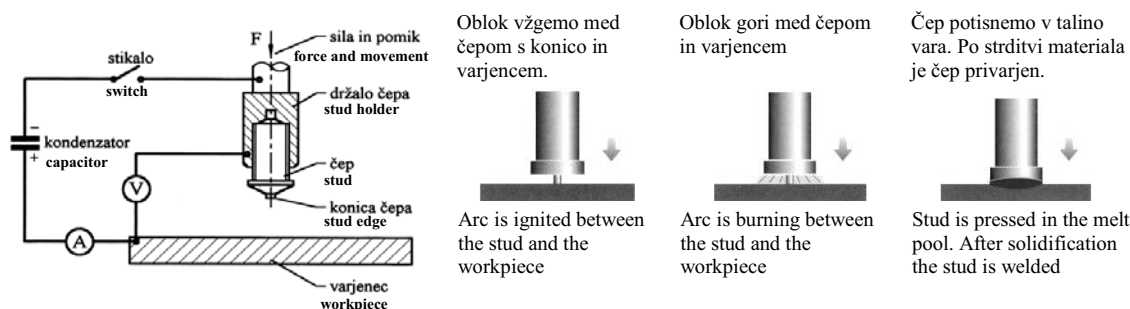 F
sila in pomik
force and movement
stikalo
switch
držalo čepa
stud holder
−
kondenzator
+
capacitor
čep
stud
V
konica čepa
stud edge
A
varjenec
workpiece
Oblok vžgemo med
čepom s konico in
varjencem.
Arc is ignited between
the stud and the
workpiece
Oblok gori med čepom
in varjencem
Arc is burning between
the stud and the
workpiece
Čep potisnemo v talino
vara. Po strditvi materiala
je čep privarjen.
Stud is pressed in the melt
pool. After solidification
the stud is welded